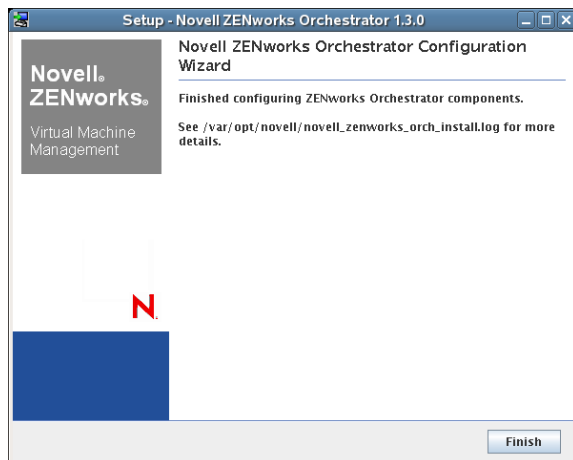 Setup - Novell ZENworks Orchestrator 1.3.0
Novell®
ZENworks®
Virtual Machine
Management
Novell ZENworks Orchestrator Configuration
Wizard
Finished configuring ZENworks Orchestrator components.
See /var/opt/novell/novell_zenworks_orch_install.log for more
details.
N.
Finish